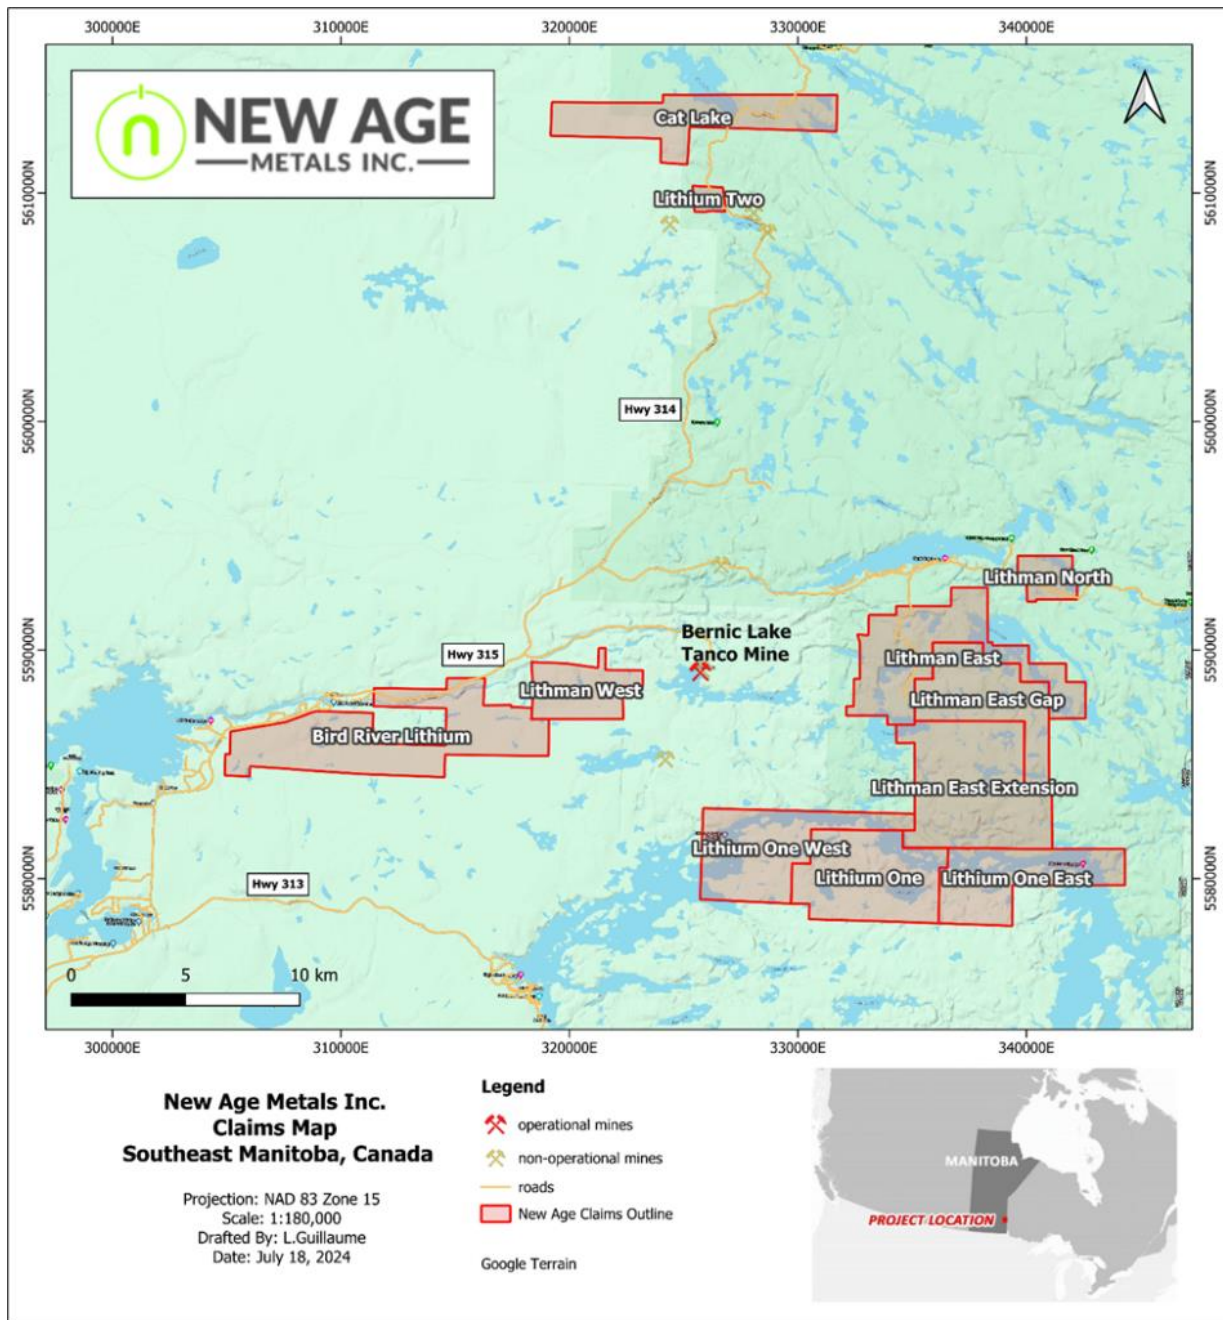 300000E
310000E
320000E
330000E
340000E
NEW AGE
METALS INC.
Cat Lake
5610000N
5610000N
Lithium Two
Hwy 314
5600000N
5600000N
Lithman North
Bernic Lake
Tanco Mine
5590000N
5590000N
Hwy 315
Lithman East
Lithman West
Lithman East Gap
Bird River Lithium
Lithman East Extension
Lithium One West
Lithium One
Lithium One East
Hwy 313
5580000N
5580000N
0
5
10 km
300000E
310000E
320000E
330000E
340000E
New Age Metals Inc.
Claims Map
Southeast Manitoba, Canada
Projection: NAD 83 Zone 15
Scale: 1:180,000
Drafted By: L.Guillaume
Date: July 18, 2024
Legend
operational mines
non-operational mines
roads
New Age Claims Outline
Google Terrain
MANITOBA
PROJECT LOCATION